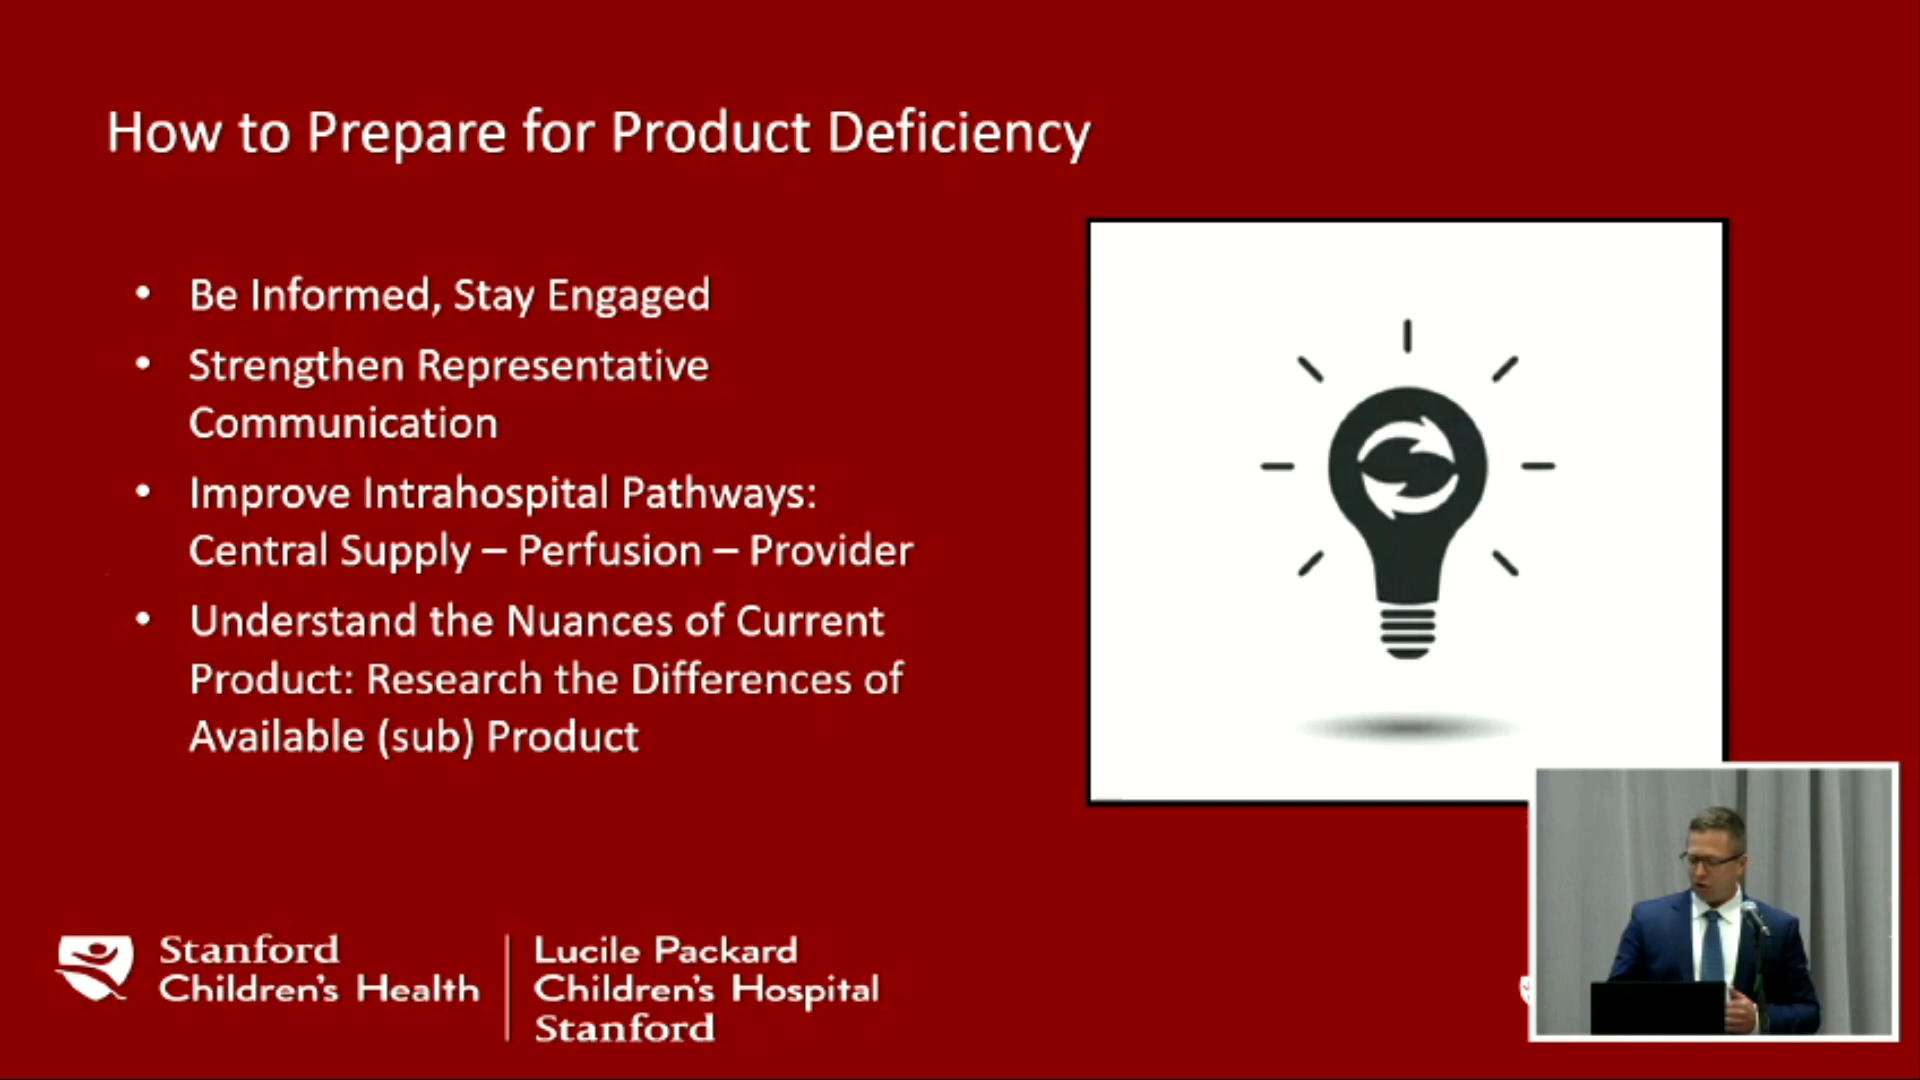 How to Prepare for Product Deficiency
• Be Informed, Stay Engaged
• Strengthen Representative
Communication
• Improve Intrahospital Pathways:
Central Supply – Perfusion – Provider
• Understand the Nuances of Current
Product: Research the Differences of
Available (sub) Product
Stanford
Children's Health
Lucile Packard
Children's Hospital
Stanford